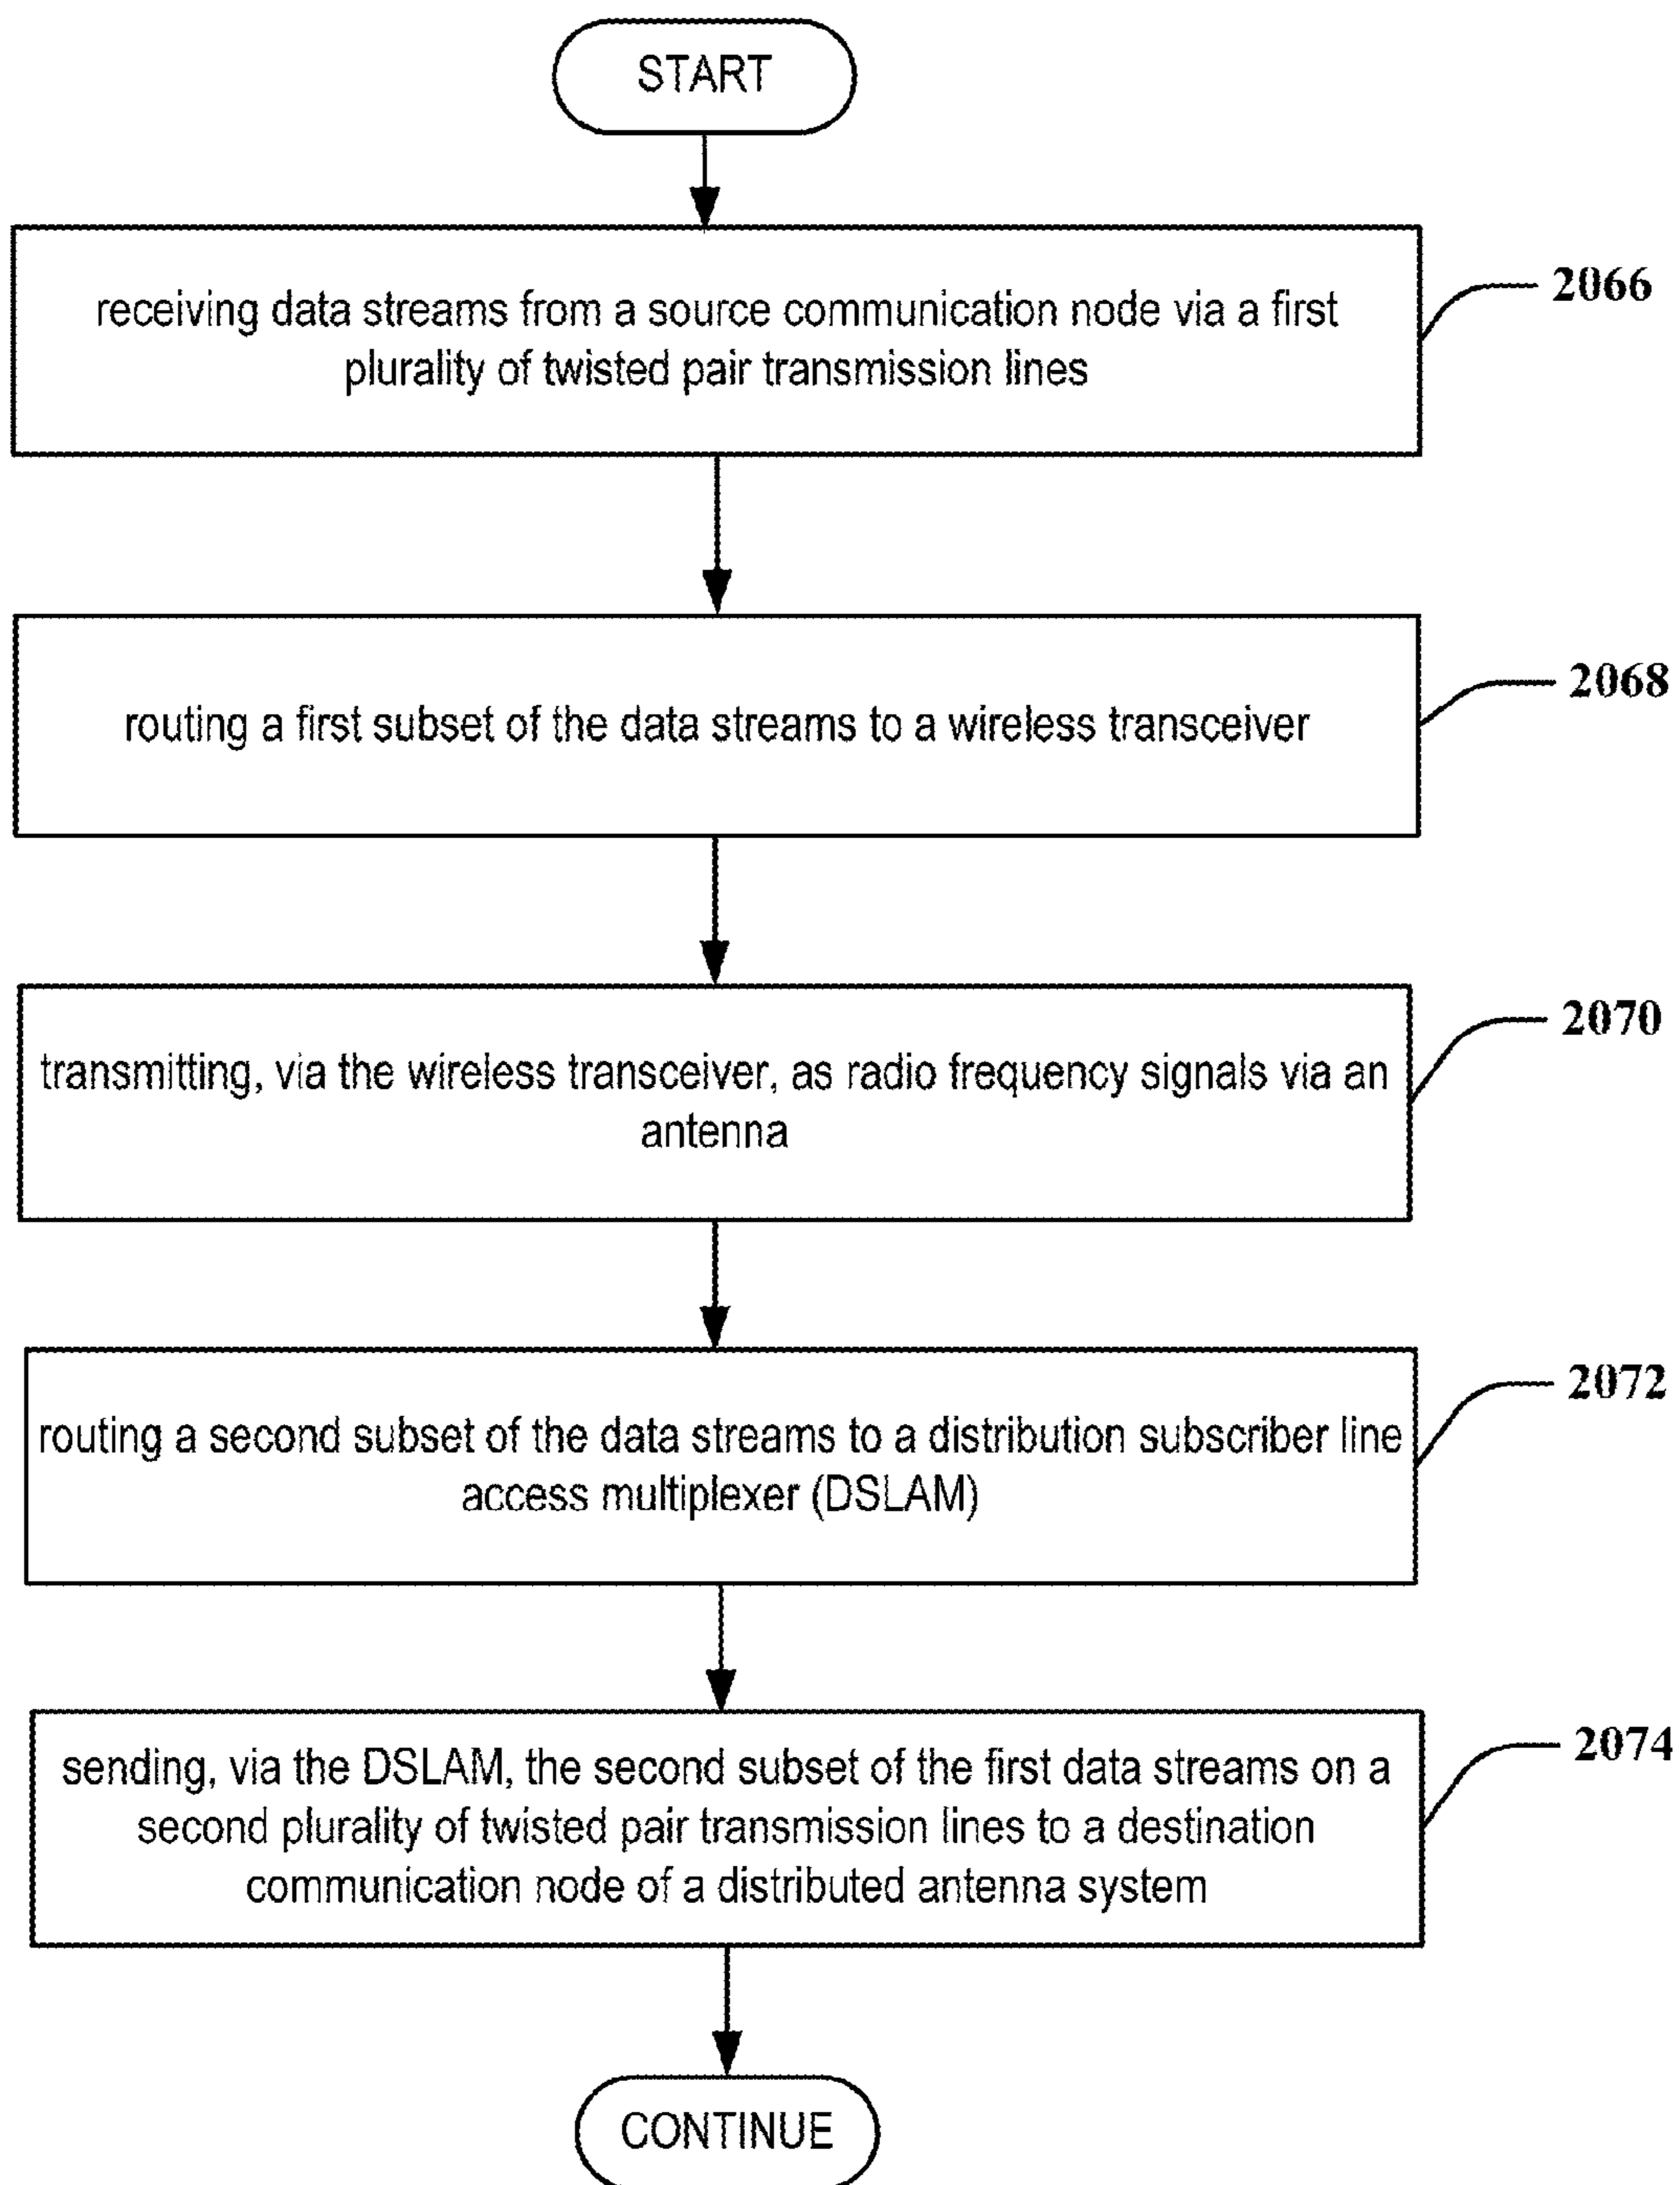 START
receiving data streams from a source communication node via a first
plurality of twisted pair transmission lines
2066
routing a first subset of the data streams to a wireless transceiver
2068
transmitting, via the wireless transceiver, as radio frequency signals via an
antenna
2070
routing a second subset of the data streams to a distribution subscriber line
access multiplexer (DSLAM)
2072
sending, via the DSLAM, the second subset of the first data streams on a
second plurality of twisted pair transmission lines to a destination
communication node of a distributed antenna system
2074
CONTINUE